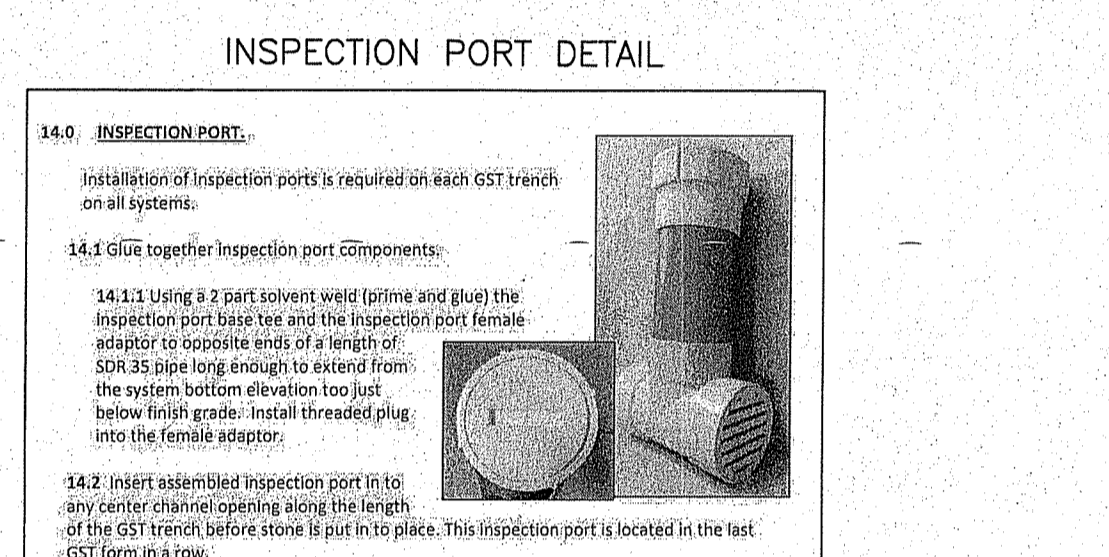 INSPECTION PORT DETAIL
14.0 INSPECTION PORT.
Installation of inspection ports is required on each GST trench
on all systems.
14.1 Glue together inspection port components.
14.1.1 Using a 2 part solvent weld (prime and glue) the
inspection port base tee and the inspection port female
adaptor to opposite ends of a length of
SDR 35 pipe long enough to extend from
the system bottom elevation too just
below finish grade. Install threaded plug
into the female adaptor.
14.2 Insert assembled inspection port in to
any center channel opening along the length
of the GST trench before stone is put in to place. This inspection port is located in the last
GST form in a row.